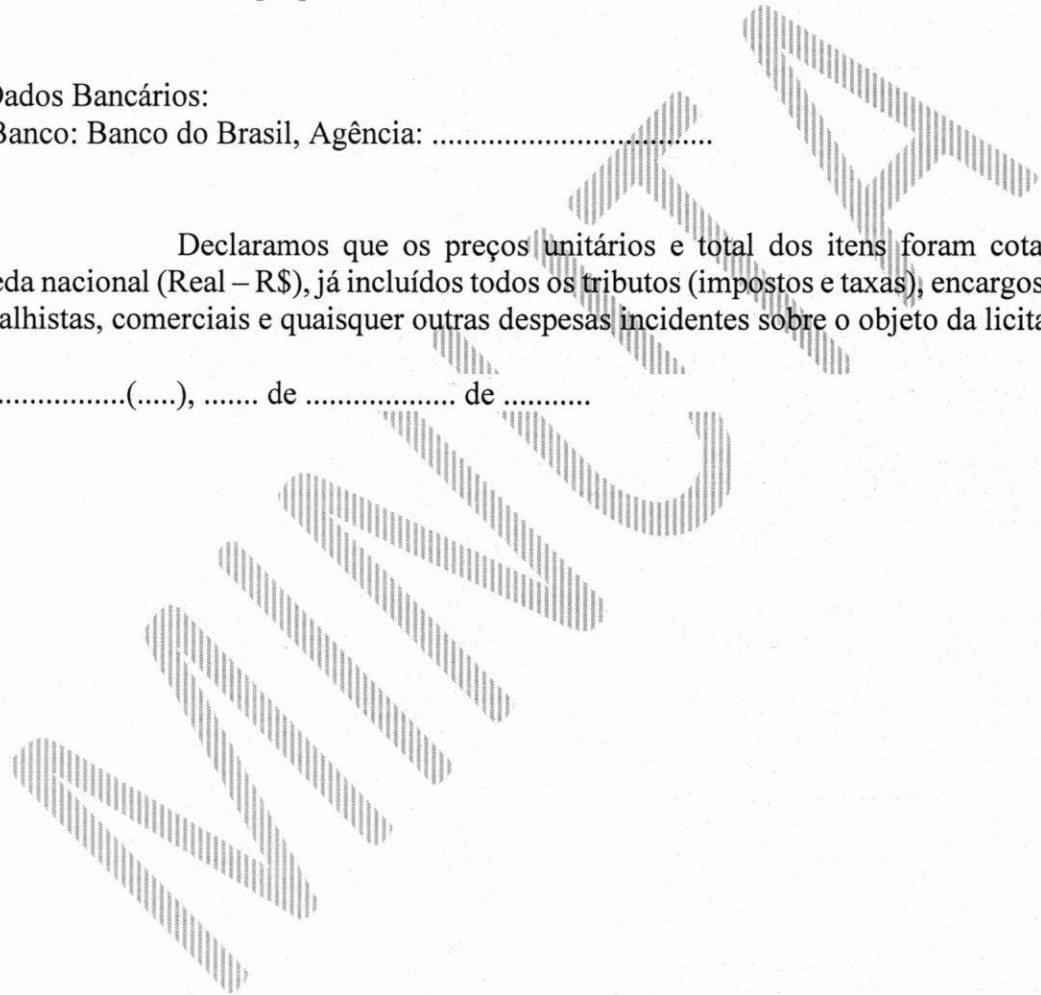 Dados Bancários:
Banco: Banco do Brasil, Agência: ..................................
Declaramos que os preços unitários e total dos itens foram cota
eda nacional (Real – R$), já incluídos todos os tributos (impostos e taxas), encargos
alhistas, comerciais e quaisquer outras despesas incidentes sobre o objeto da licita
................(.....), ....... de ................... de ...........
MINUTA